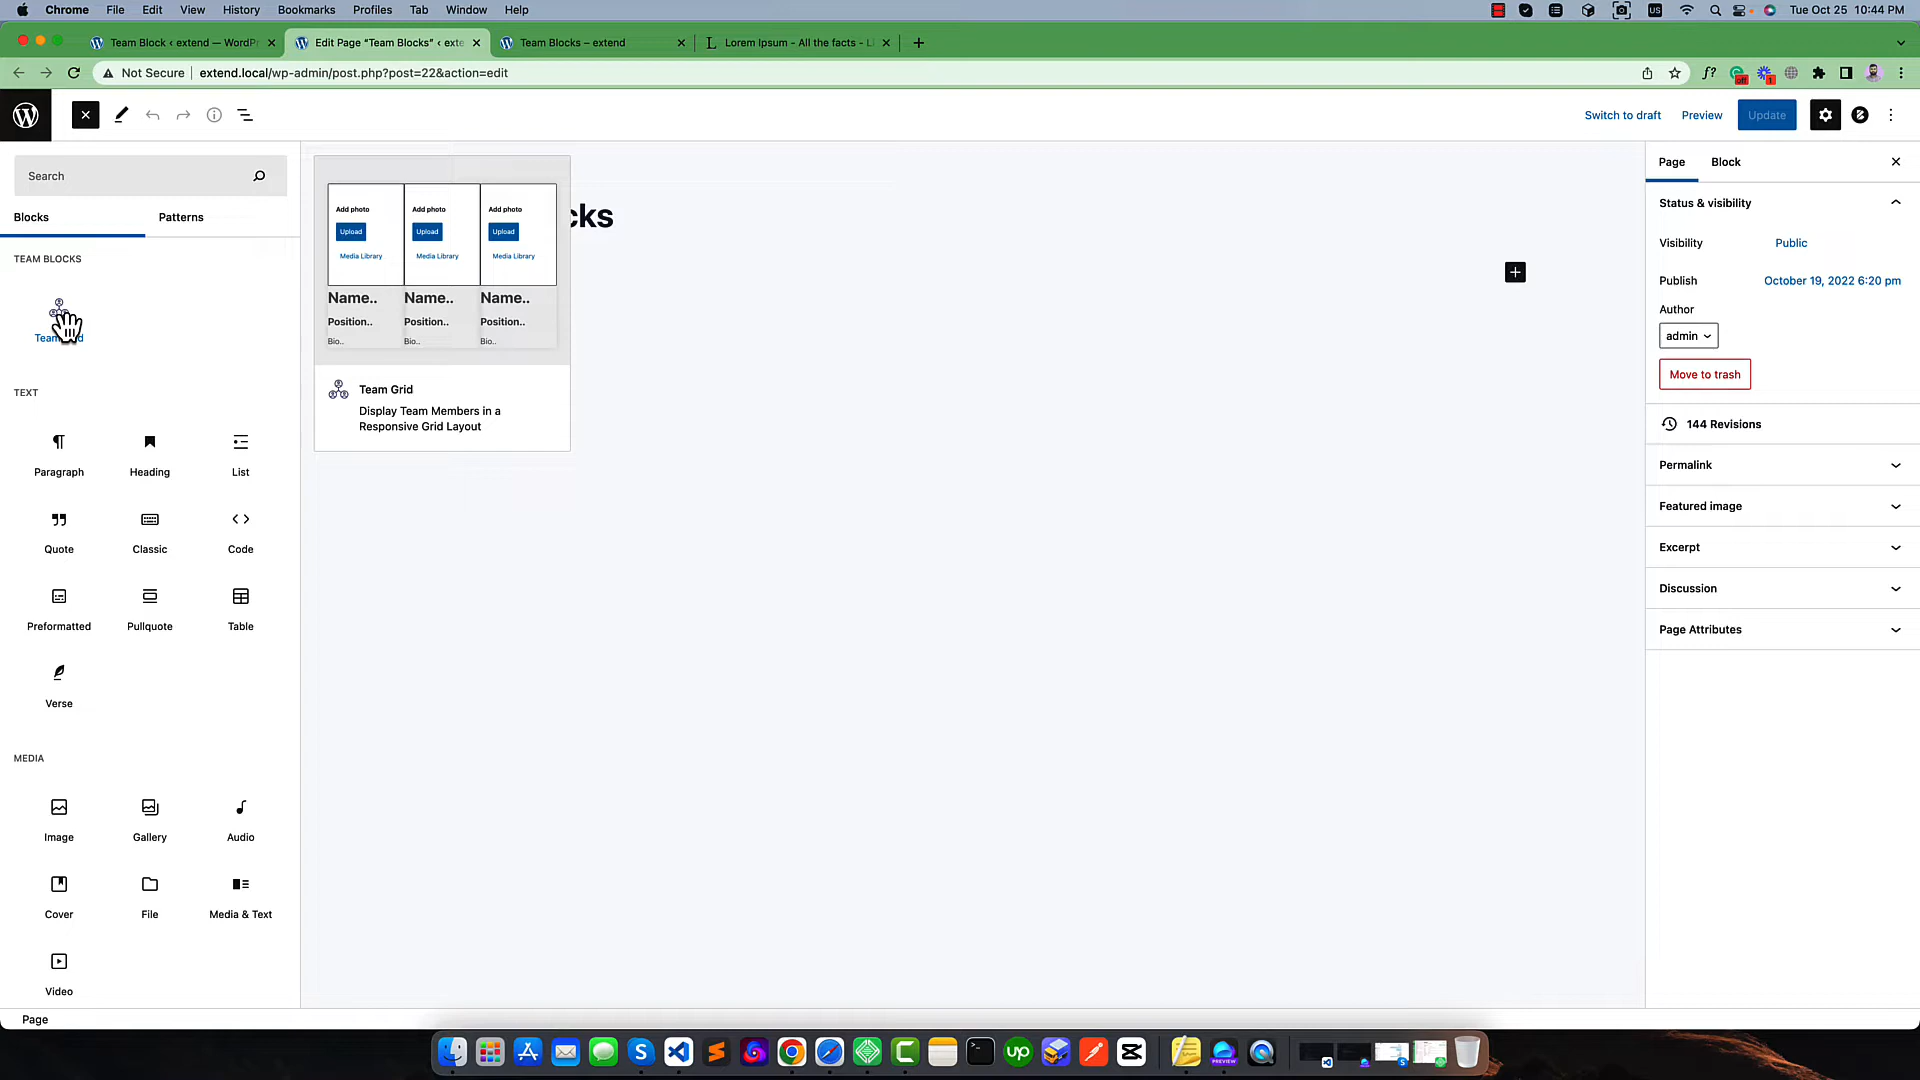 Chrome File Edit View History Bookmarks Profiles Tab Window Help US Tue Oct 25 10:44 PM
Team Block ‹ extend — WordPr Edit Page “Team Blocks” ‹ exte Team Blocks – extend Lorem Ipsum - All the facts - Li
Not Secure extend.local/wp-admin/post.php?post=22&action=edit
Switch to draft Preview Update
Search
Blocks Patterns
TEAM BLOCKS
TEXT
Paragraph Heading List
Quote Classic Code
Preformatted Pullquote Table
Verse
MEDIA
Image Gallery Audio
Cover File Media & Text
Video
Page
cks
Add photo Add photo Add photo
Upload Upload Upload
Media Library Media Library Media Library
Name.. Name.. Name..
Position.. Position.. Position..
Bio.. Bio.. Bio..
Team Grid
Display Team Members in a
Responsive Grid Layout
Page Block
Status & visibility
Visibility Public
Publish October 19, 2022 6:20 pm
Author
admin
Move to trash
144 Revisions
Permalink
Featured image
Excerpt
Discussion
Page Attributes